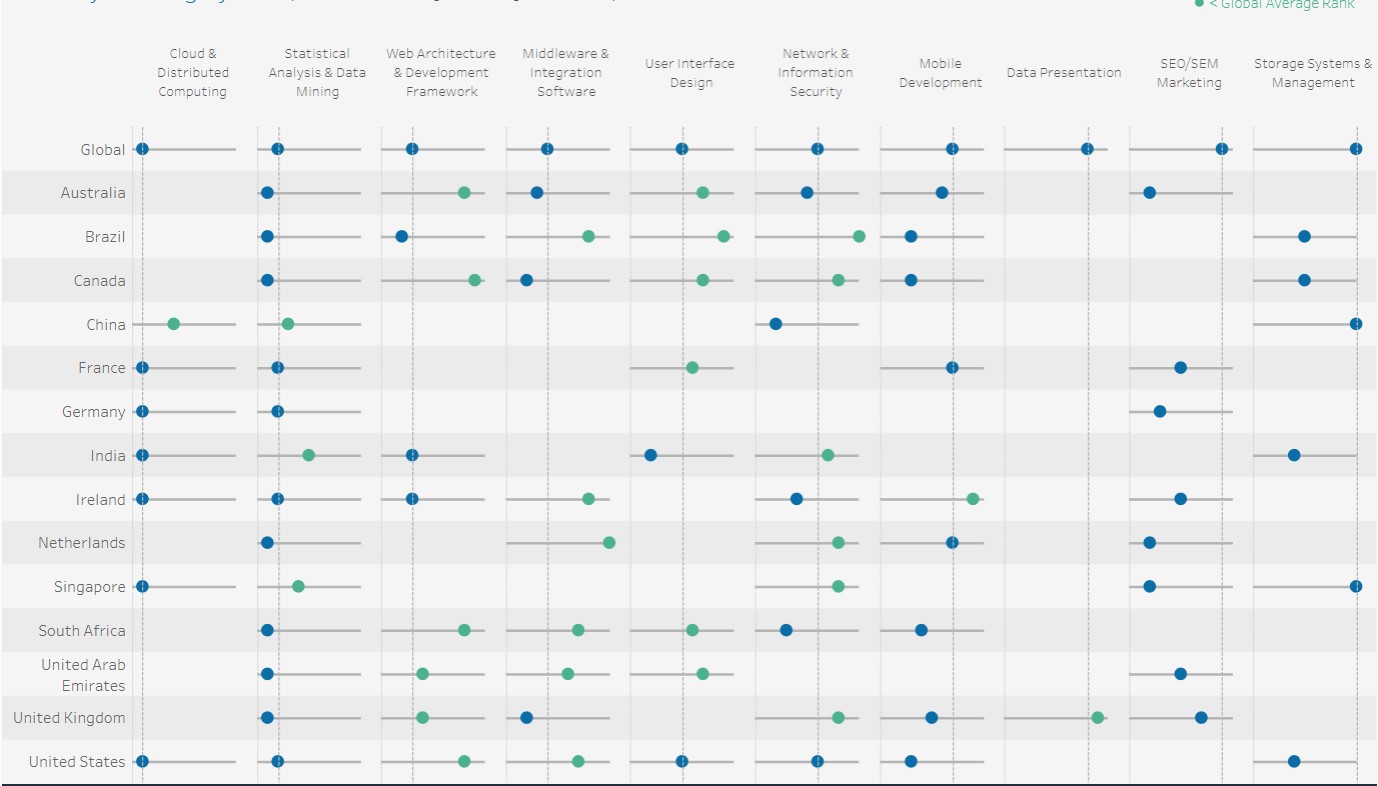 < Global Average Rank
Cloud &
Distributed
Computing
Statistical
Analysis & Data
Mining
Web Architecture
& Development
Framework
Middleware &
Integration
Software
User Interface
Design
Network &
Information
Security
Mobile
Development
Data Presentation
SEO/SEM
Marketing
Storage Systems &
Management
Global
Australia
Brazil
Canada
China
France
Germany
India
Ireland
Netherlands
Singapore
South Africa
United Arab
Emirates
United Kingdom
United States